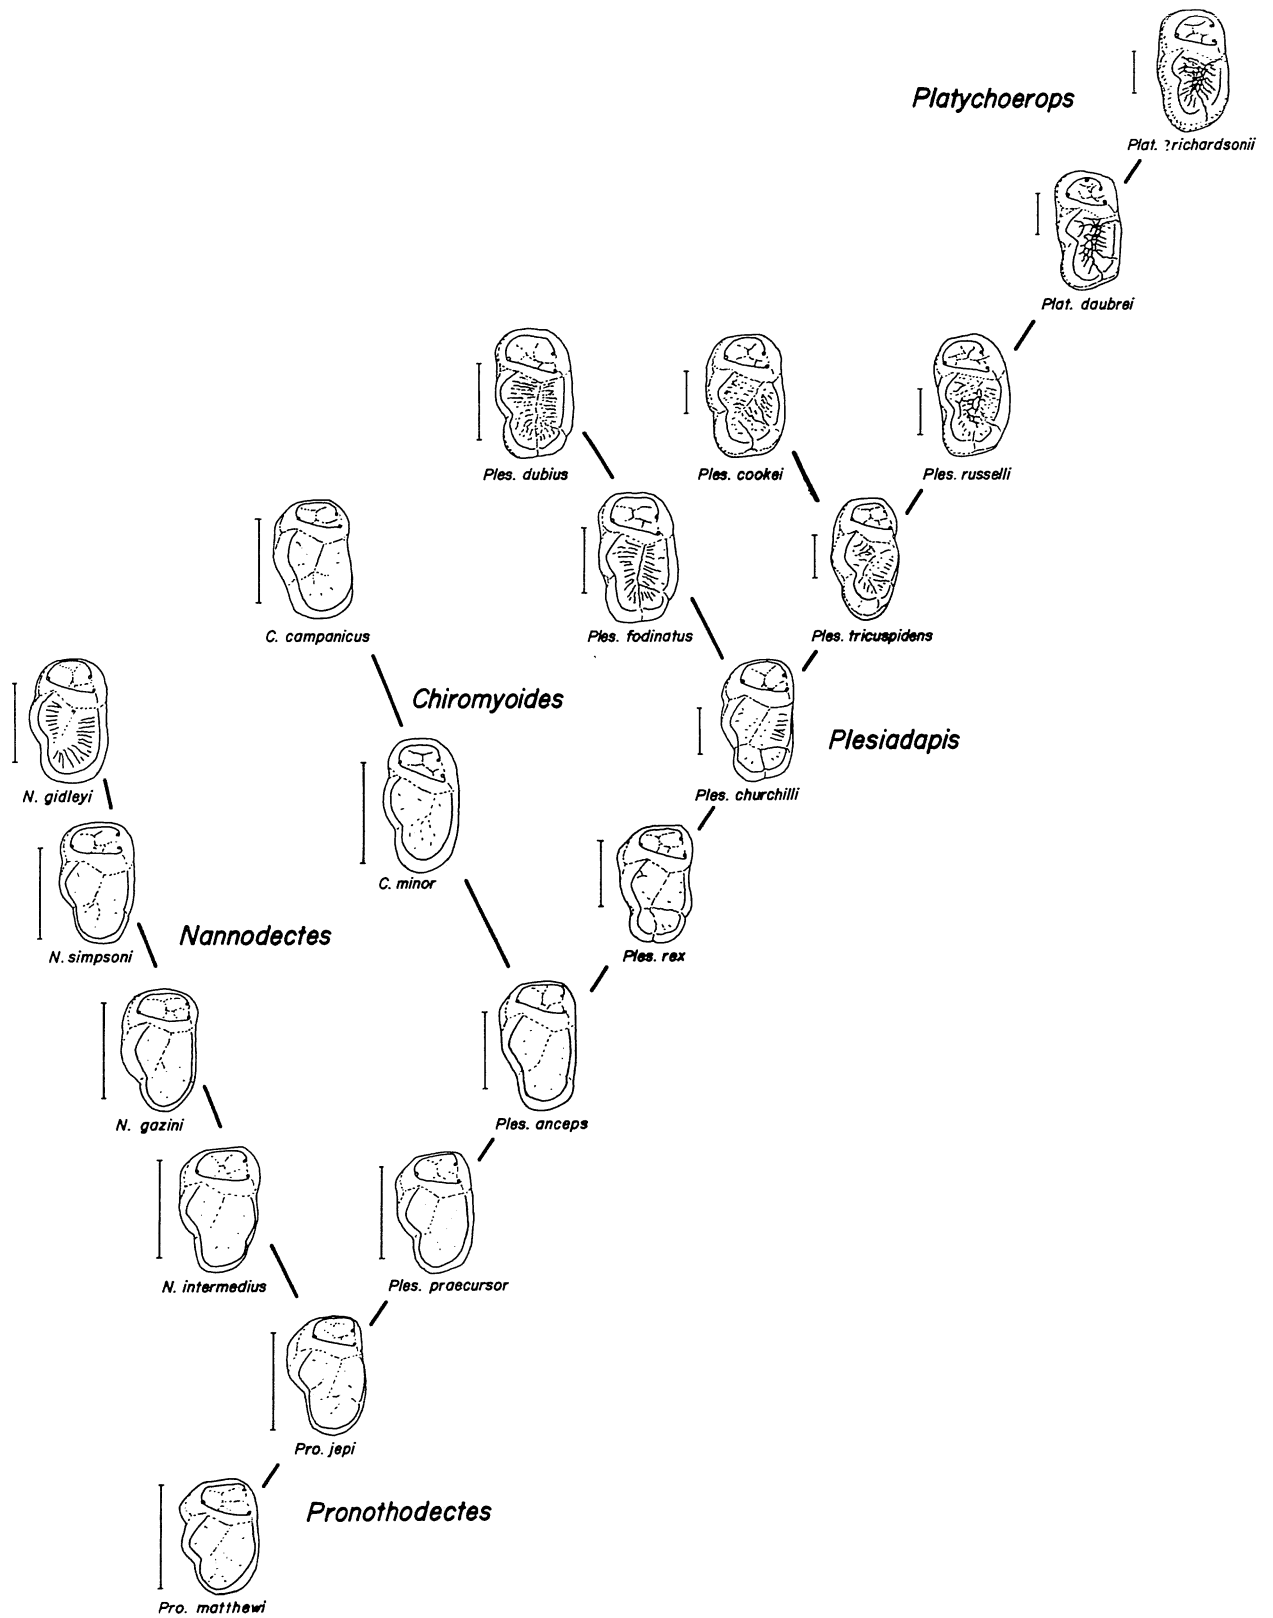 Platychoerops
Plat. ?richardsonii
Plat. daubrei
Ples. dubius
Ples. cookei
Ples. russelli
C. campanicus
Ples. fodinatus
Ples. tricuspidens
Chiromyoides
Plesiadapis
N. gidleyi
Ples. churchilli
C. minor
Nannodectes
N. simpsoni
Ples. rex
N. gazini
Ples. anceps
N. intermedius
Ples. praecursor
Pro. jepi
Pronothodectes
Pro. matthewi